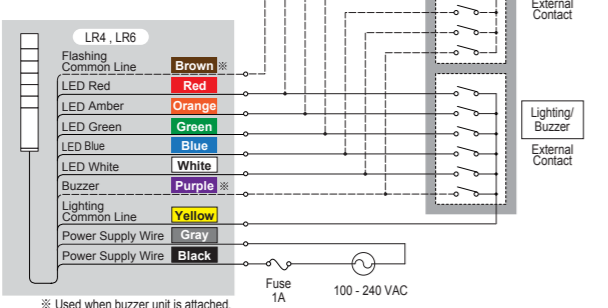 External
Contact
LR4 , LR6
Flashing
Common Line Brown ※
LED Red Red
LED Amber Orange
LED Green Green
LED Blue Blue
LED White White
Buzzer Purple ※
Lighting
Common Line Yellow
Power Supply Wire Gray
Power Supply Wire Black
Lighting/
Buzzer
External
Contact
Fuse
1A
100 - 240 VAC
※ Used when buzzer unit is attached.